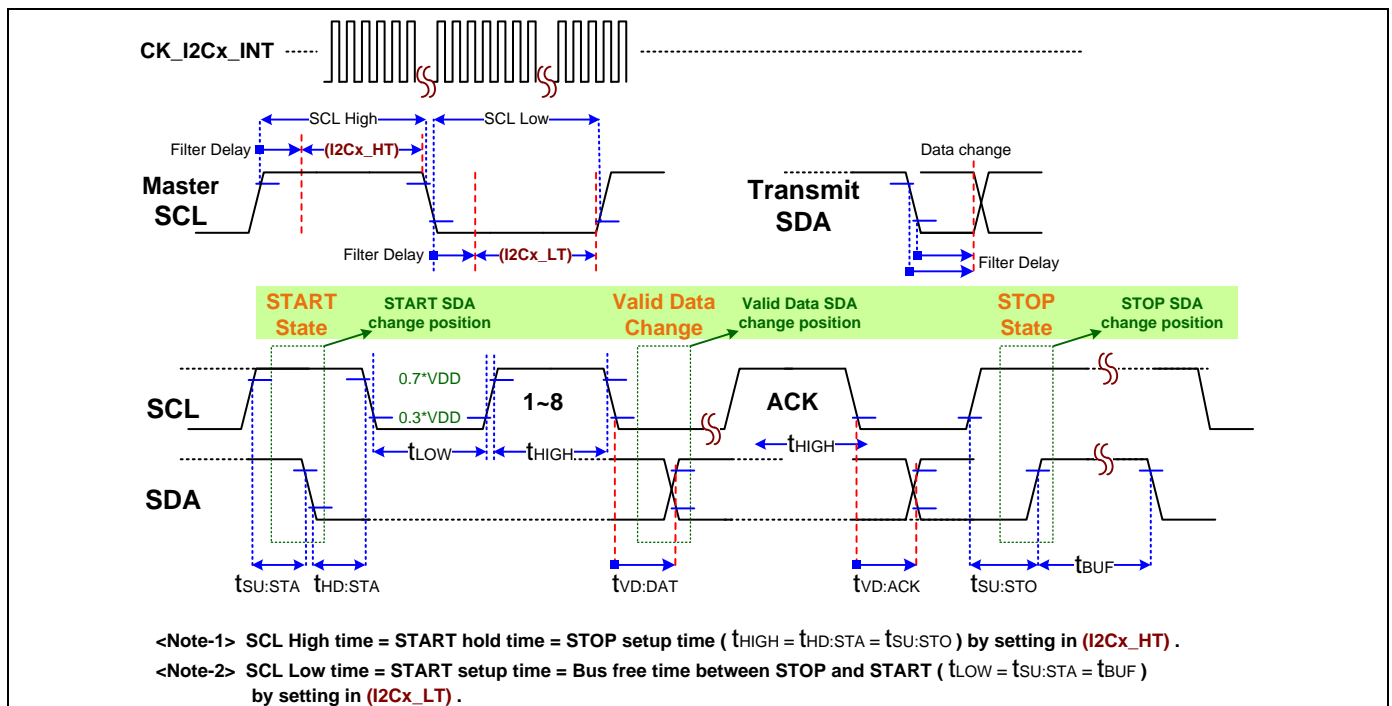 CK_I2Cx_INT
SCL High
SCL Low
Filter Delay
(I2Cx_HT)
Data change
Master
SCL
Transmit
SDA
Filter Delay
(I2Cx_LT)
Filter Delay
START
State
START SDA
change position
Valid Data
Change
Valid Data SDA
change position
STOP
State
STOP SDA
change position
SCL
0.7*VDD
0.3*VDD
1~8
ACK
tLOW
tHIGH
tHIGH
SDA
tSU:STA
tHD:STA
tVD:DAT
tVD:ACK
tSU:STO
tBUF
<Note-1> SCL High time = START hold time = STOP setup time ( tHIGH = tHD:STA = tSU:STO ) by setting in (I2Cx_HT) .
<Note-2> SCL Low time = START setup time = Bus free time between STOP and START ( tLOW = tSU:STA = tBUF )
by setting in (I2Cx_LT) .